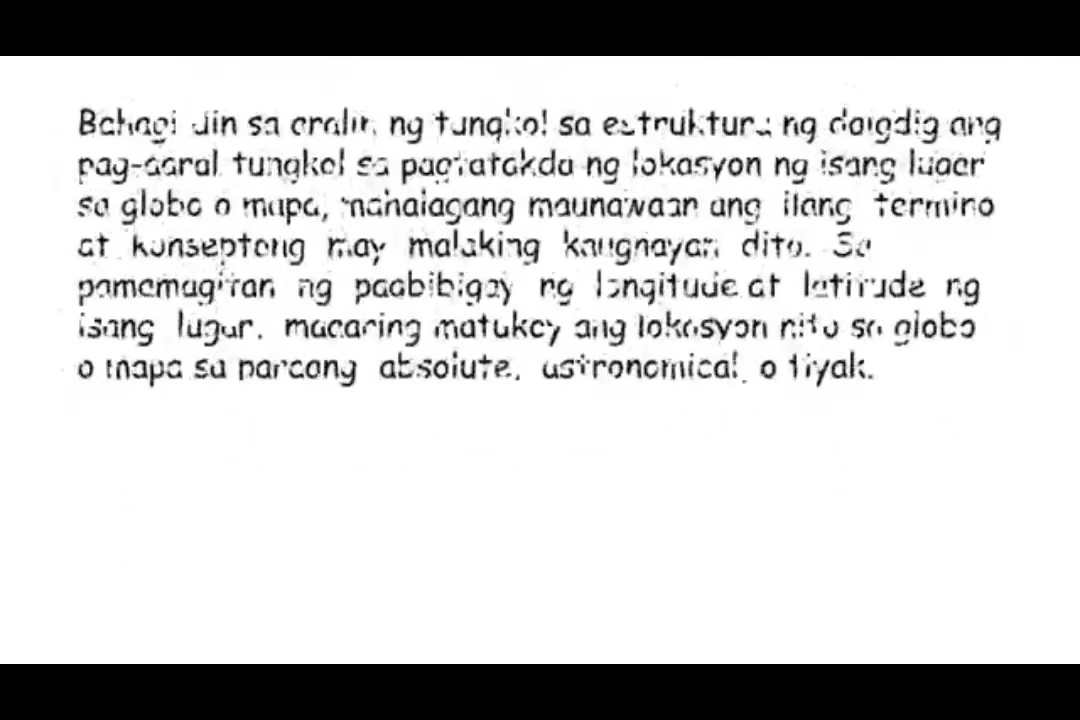 Bahagi din sa aralin ng tungkol sa estruktura ng daigdig ang
pag-aaral tungkol sa pagtatakda ng lokasyon ng isang lugar
sa globo o mapa, mahalagang maunawaan ang ilang termino
at konseptong may malaking kaugnayan dito. Sa
pamamagitan ng pagbibigay ng longitude at latitude ng
isang lugar, maaaring matukoy ang lokasyon nito sa globo
o mapa sa paraang absolute, astronomical, o tiyak.